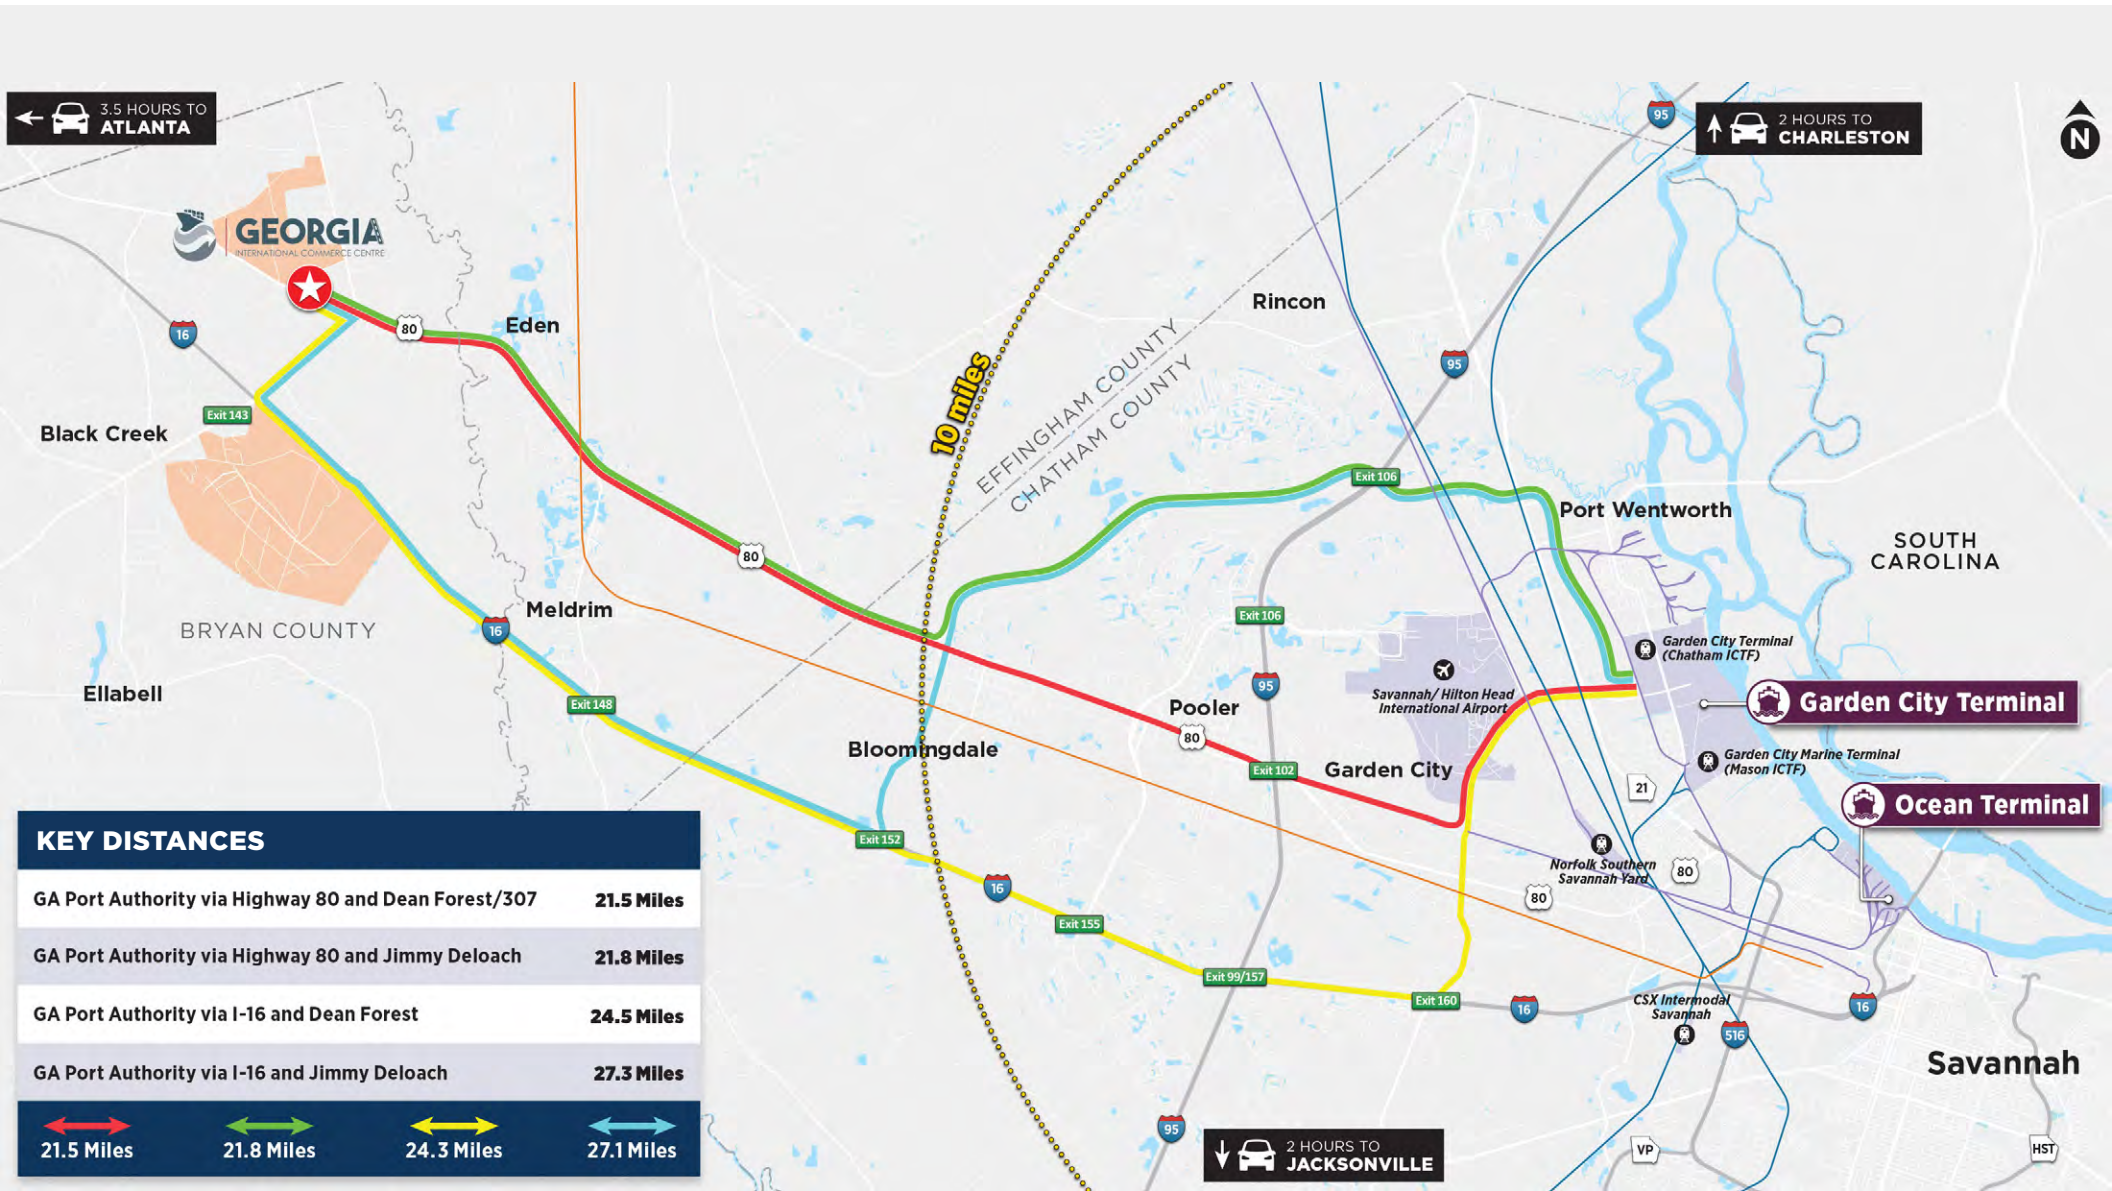 3.5 HOURS TO
ATLANTA
95
2 HOURS TO
CHARLESTON
N
GEORGIA
INTERNATIONAL COMMERCE CENTRE
Rincon
16
80
Eden
EFFINGHAM COUNTY
CHATHAM COUNTY
10 miles
95
Exit 143
Black Creek
Exit 106
Port Wentworth
SOUTH
CAROLINA
80
Meldrim
BRYAN COUNTY
16
Exit 106
Garden City Terminal
(Chatham ICTF)
Ellabell
Exit 148
95
Savannah/ Hilton Head
International Airport
Garden City Terminal
Pooler
80
Bloomingdale
Exit 102
Garden City
Garden City Marine Terminal
(Mason ICTF)
21
Ocean Terminal
Exit 152
Norfolk Southern
Savannah Yard
80
80
16
Exit 155
Exit 99/157
Exit 160
16
CSX Intermodal
Savannah
516
16
Savannah
95
2 HOURS TO
JACKSONVILLE
VP
HST
KEY DISTANCES
GA Port Authority via Highway 80 and Dean Forest/307 21.5 Miles
GA Port Authority via Highway 80 and Jimmy Deloach 21.8 Miles
GA Port Authority via I-16 and Dean Forest 24.5 Miles
GA Port Authority via I-16 and Jimmy Deloach 27.3 Miles
21.5 Miles 21.8 Miles 24.3 Miles 27.1 Miles